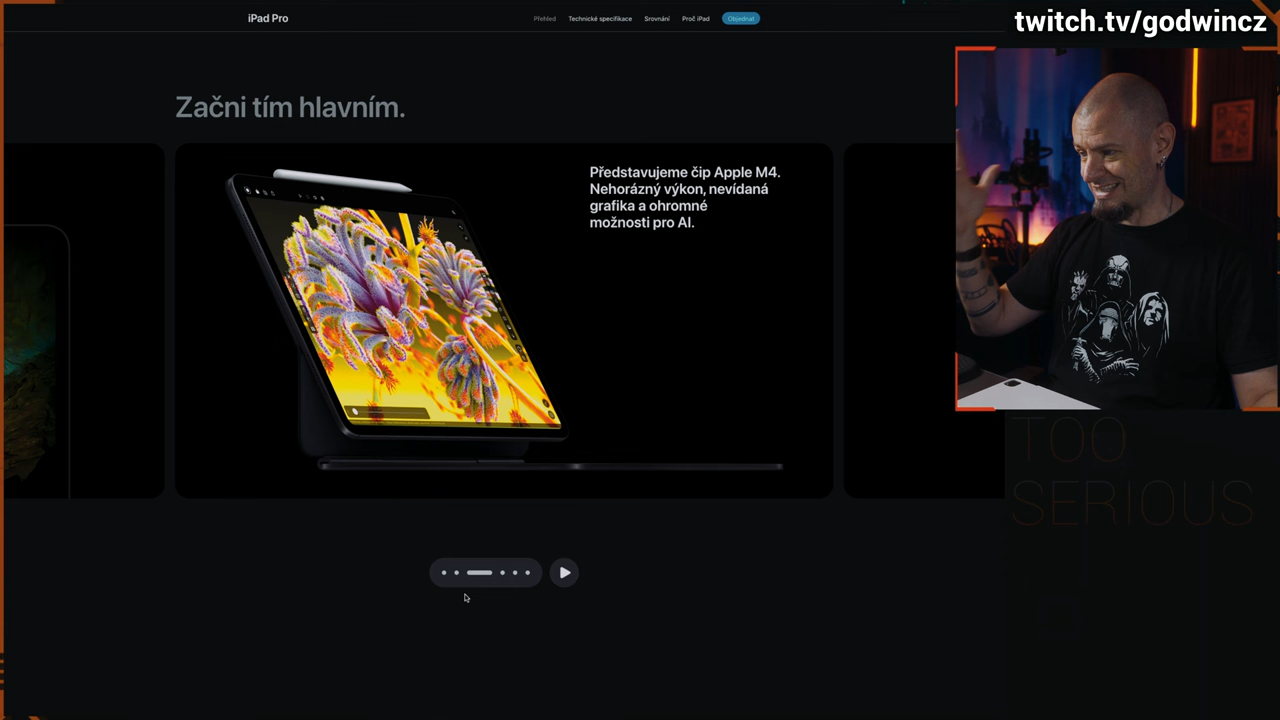 iPad Pro
Přehled
Technické specifikace
Srovnání
Proč iPad
Objednat
twitch.tv/godwincz
Začni tím hlavním.
Představujeme čip Apple M4.
Nehorázný výkon, nevídaná
grafika a ohromné
možnosti pro AI.
TOO
SERIOUS